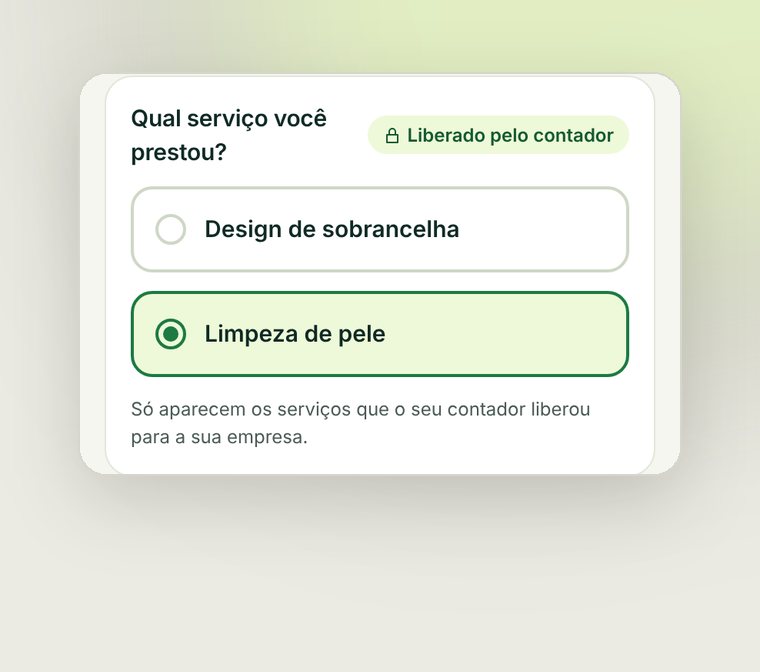 Qual serviço você
prestou?
Liberado pelo contador
Design de sobrancelha
Limpeza de pele
Só aparecem os serviços que o seu contador liberou
para a sua empresa.